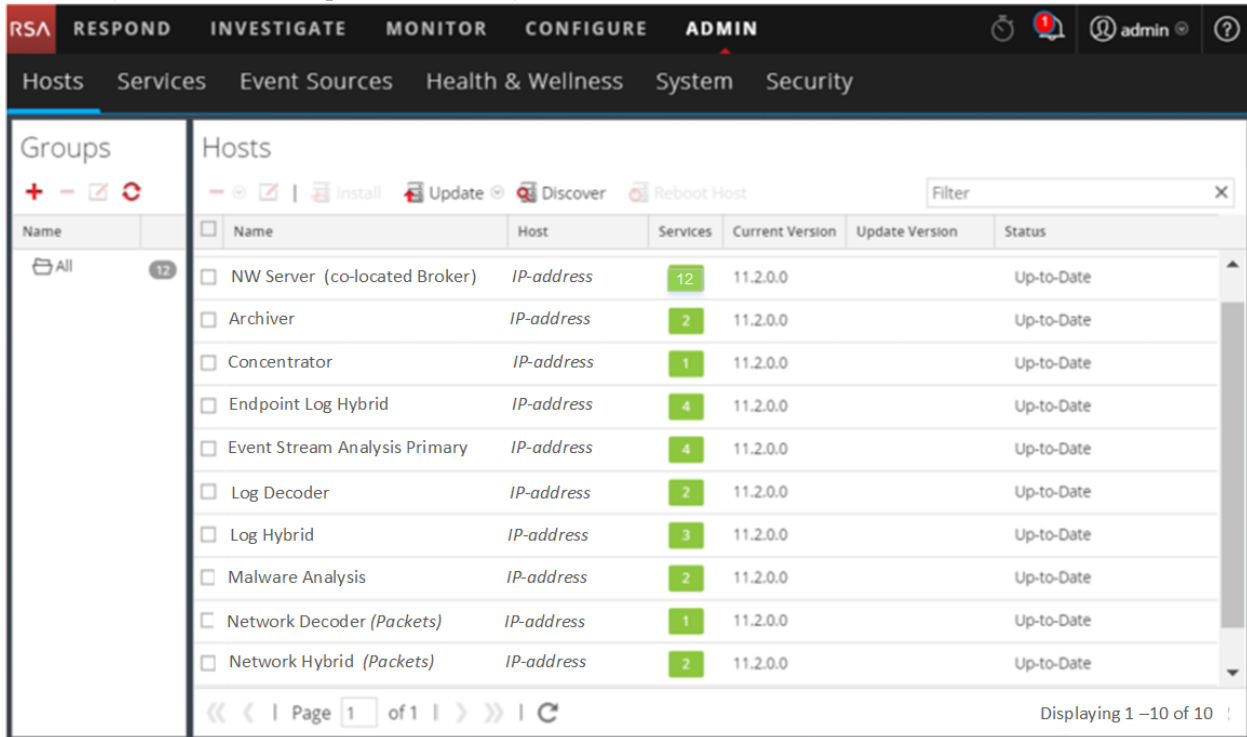 RSA RESPOND INVESTIGATE MONITOR CONFIGURE ADMIN 1 admin ?
Hosts Services Event Sources Health & Wellness System Security
Groups
Name
All 12
Hosts
Install Update Discover Reboot Host Filter
Name Host Services Current Version Update Version Status
NW Server (co-located Broker) IP-address 12 11.2.0.0 Up-to-Date
Archiver IP-address 2 11.2.0.0 Up-to-Date
Concentrator IP-address 1 11.2.0.0 Up-to-Date
Endpoint Log Hybrid IP-address 4 11.2.0.0 Up-to-Date
Event Stream Analysis Primary IP-address 4 11.2.0.0 Up-to-Date
Log Decoder IP-address 2 11.2.0.0 Up-to-Date
Log Hybrid IP-address 3 11.2.0.0 Up-to-Date
Malware Analysis IP-address 2 11.2.0.0 Up-to-Date
Network Decoder (Packets) IP-address 1 11.2.0.0 Up-to-Date
Network Hybrid (Packets) IP-address 2 11.2.0.0 Up-to-Date
Page 1 of 1 Displaying 1 –10 of 10